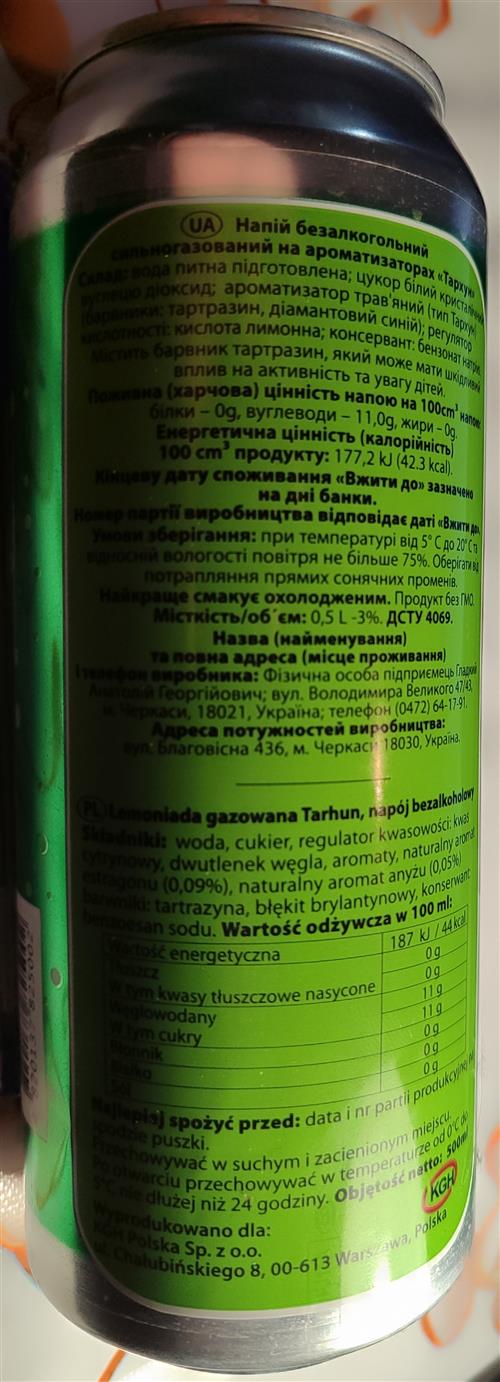 UA Напій безалкогольний
сильногазований на ароматизаторах «Тархун»
Склад: вода питна підготовлена; цукор білий кристалічний
вуглецю діоксид; ароматизатор трав'яний (тип Тархун)
(барвники: тартразин, діамантовий синій); регулятор
кислотності: кислота лимонна; консервант: бензонат натрію.
Містить барвник тартразин, який може мати шкідливий
вплив на активність та увагу дітей.
Поживна (харчова) цінність напою на 100cm³ напою:
білки – 0g, вуглеводи – 11,0g, жири – 0g.
Енергетична цінність (калорійність)
100 cm³ продукту: 177,2 kJ (42.3 kcal).
Кінцеву дату споживання «Вжити до» зазначено
на дні банки.
Номер партії виробництва відповідає даті «Вжити до»
Умови зберігання: при температурі від 5° С до 20° С та
відносній вологості повітря не більше 75%. Оберігати від
потрапляння прямих сонячних променів.
Найкраще смакує охолодженим. Продукт без ГМО.
Місткість/об´єм: 0,5 L -3%. ДСТУ 4069.
Назва (найменування)
та повна адреса (місце проживання)
і телефон виробника: Фізична особа підприємець Гладкий
Анатолій Георгійович; вул. Володимира Великого 47/43,
м. Черкаси, 18021, Україна; телефон (0472) 64-17-91.
Адреса потужностей виробництва:
вул. Благовісна 436, м. Черкаси 18030, Україна.
PL Lemoniada gazowana Tarhun, napój bezalkoholowy
Składniki: woda, cukier, regulator kwasowości: kwas
cytrynowy, dwutlenek węgla, aromaty, naturalny aromat
estragonu (0,09%), naturalny aromat anyżu (0,05%)
barwniki: tartrazyna, błękit brylantynowy, konserwant
benzoesan sodu. Wartość odżywcza w 100 ml:
Wartość energetyczna 187 kJ / 44 kcal
Tłuszcz 0 g
W tym kwasy tłuszczowe nasycone 0 g
Węglowodany 11 g
W tym cukry 11 g
Błonnik 0 g
Białko 0 g
Sól 0 g
Najlepiej spożyć przed: data i nr partii produkcyjnej
spodzie puszki.
Przechowywać w suchym i zacienionym miejscu.
Po otwarciu przechowywać w temperaturze od 0°C do
5°C nie dłużej niż 24 godziny. Objętość netto: 500ml
Wyprodukowano dla:
KGH Polska Sp. z o.o.
ul. Chałubińskiego 8, 00-613 Warszawa, Polska
KGH